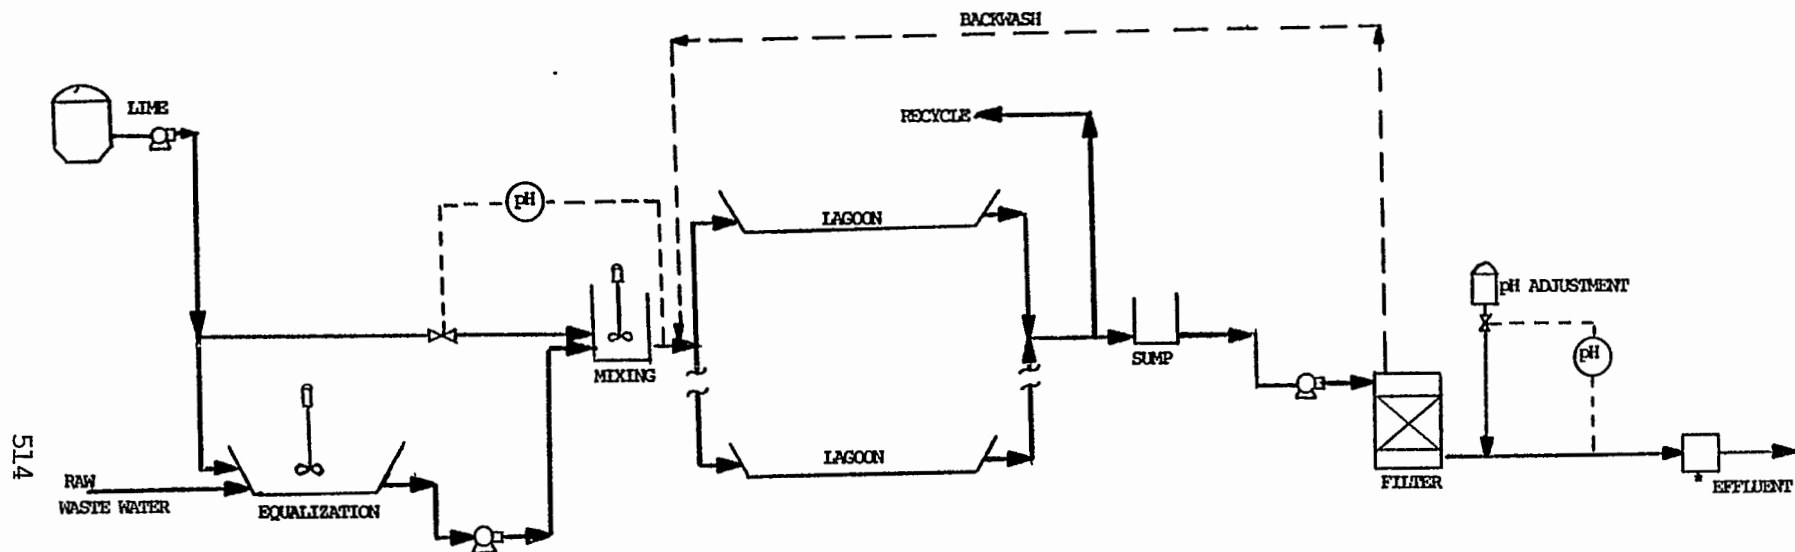 BACKWASH
LIME
RECYCLE
pH
LAGOON
pH ADJUSTMENT
MIXING
SUMP
pH
LAGOON
FILTER
RAW
WASTE WATER
EQUALIZATION
* EFFLUENT
514